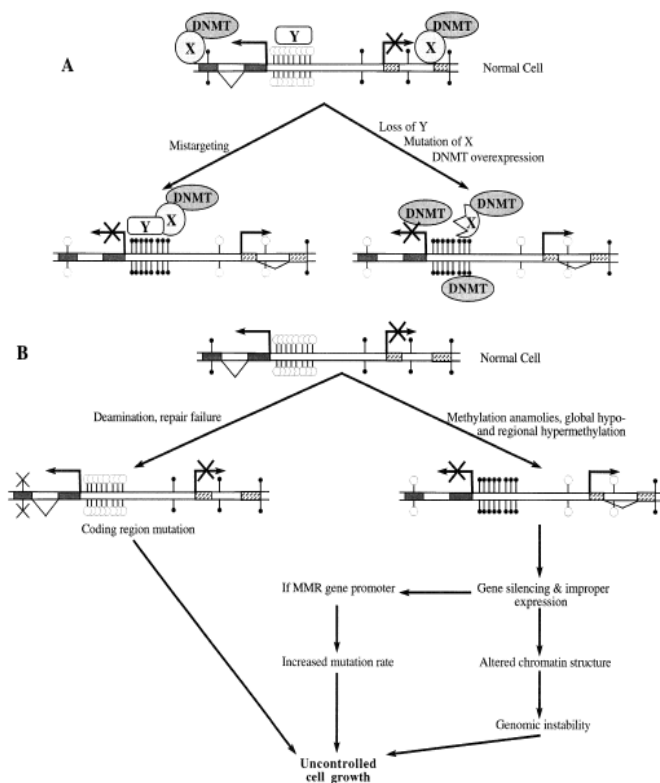 DNMT
DNMT
Y
X
X
A
Normal Cell
Loss of Y
Mistargeting
Mutation of X
DNMT overexpression
DNMT
DNMT
DNMT
Y
X
X
DNMT
B
Normal Cell
Deamination, repair failure
Methylation anamolies, global hypo-
and regional hypermethylation
Coding region mutation
If MMR gene promoter
Gene silencing & improper
expression
Increased mutation rate
Altered chromatin structure
Genomic instability
Uncontrolled
cell growth